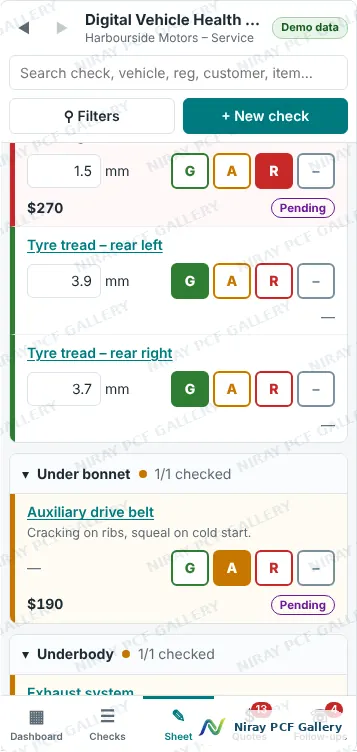 Digital Vehicle Health ...
Harbourside Motors – Service
Demo data
Search check, vehicle, reg, customer, item...
Filters
+ New check
1.5 mm G A R –
$270 Pending
Tyre tread – rear left
3.9 mm G A R –
—
Tyre tread – rear right
3.7 mm G A R –
—
▼ Under bonnet 1/1 checked
Auxiliary drive belt
Cracking on ribs, squeal on cold start.
— G A R –
$190 Pending
▼ Underbody 1/1 checked
Exhaust system
13 4
Dashboard Checks Sheet Quotes Follow-ups
Niray PCF Gallery
NIRAY PCF GALLERY